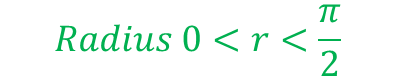 Radius 0 < r < π/2